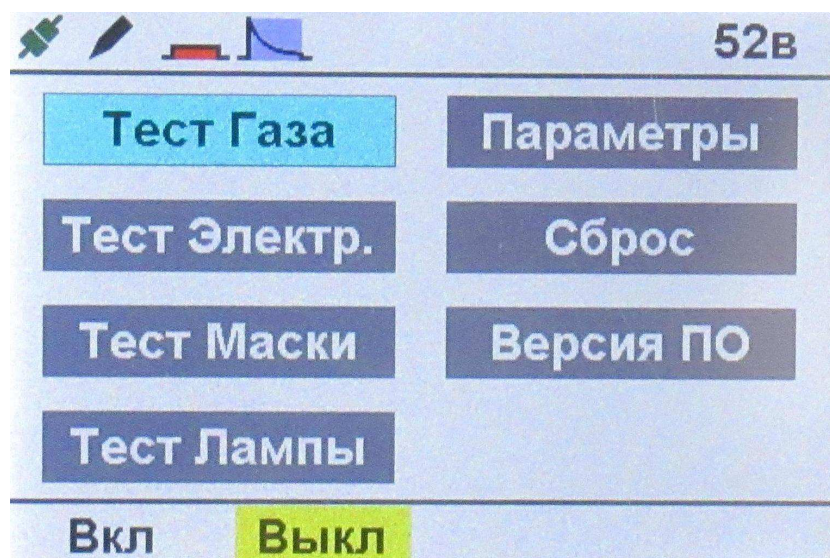 52в
Тест Газа
Параметры
Тест Электр.
Сброс
Тест Маски
Версия ПО
Тест Лампы
Вкл Выкл